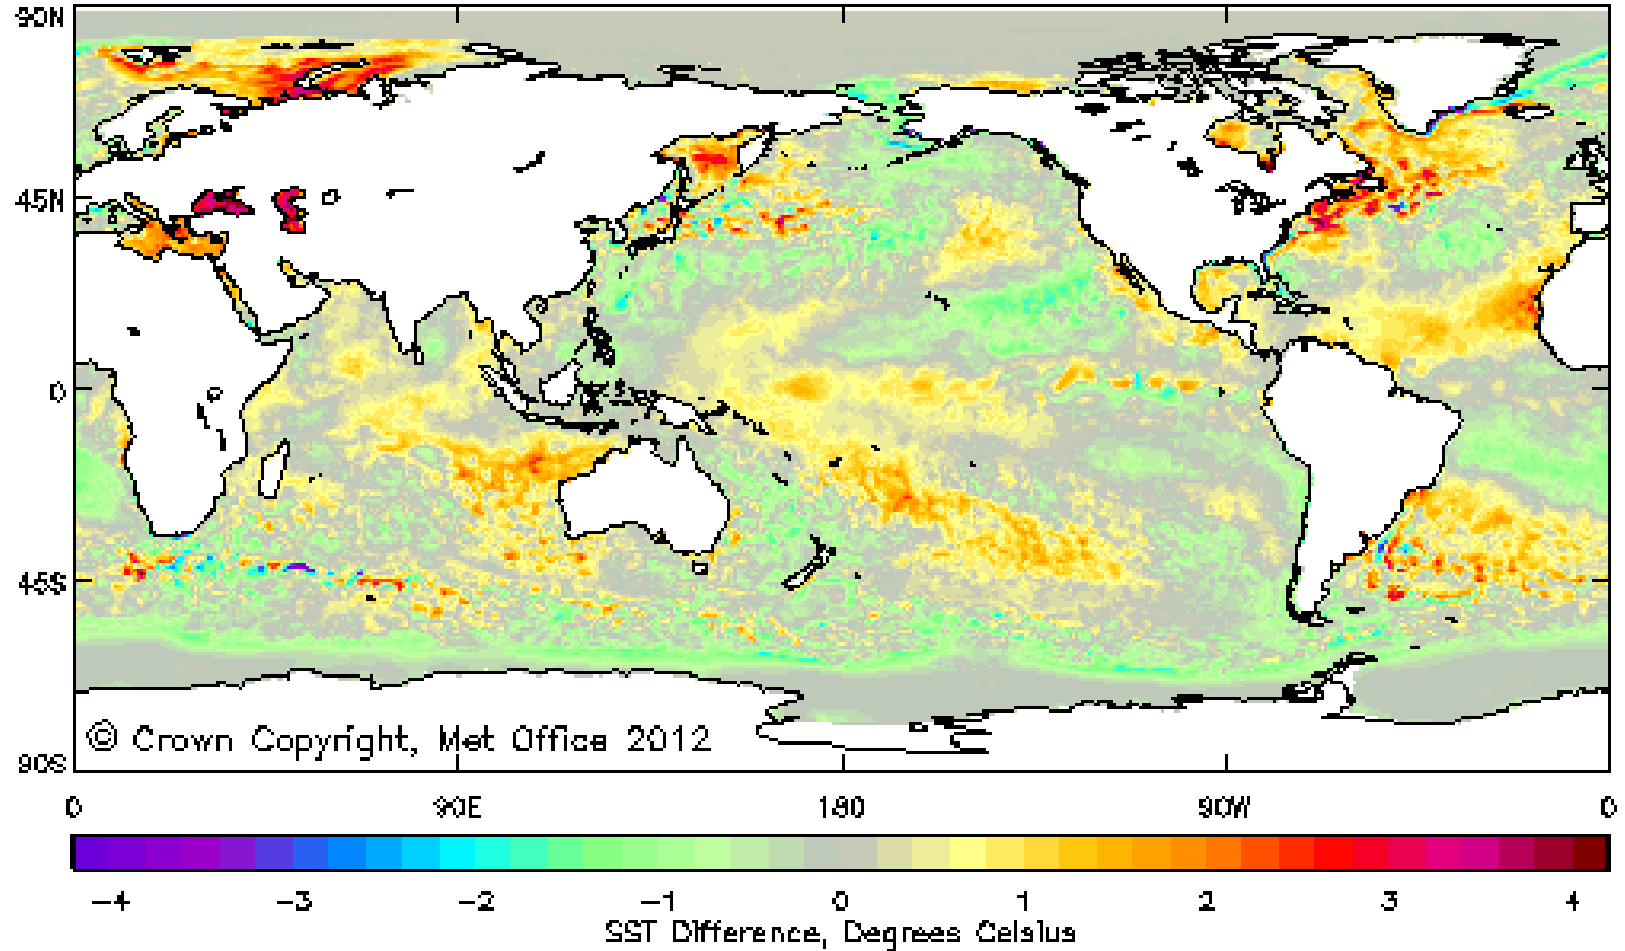 90N
45N
0
45S
90S
© Crown Copyright, Met Office 2012
0 90E 180 90W 0
−4 −3 −2 −1 0 1 2 3 4
SST Difference, Degrees Celsius